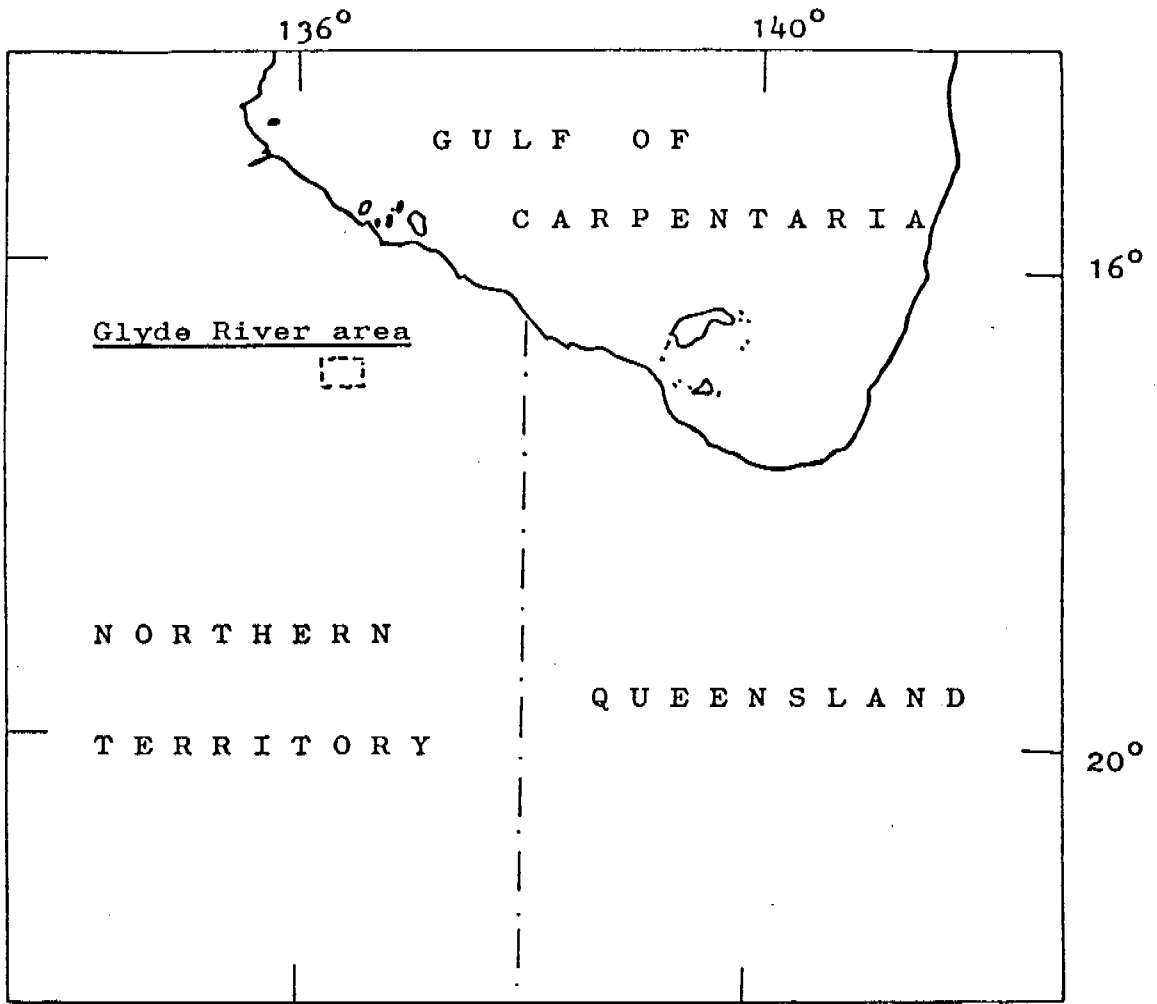 136° 140°
G U L F O F
C A R P E N T A R I A
16°
Glyde River area
N O R T H E R N
Q U E E N S L A N D
T E R R I T O R Y
20°